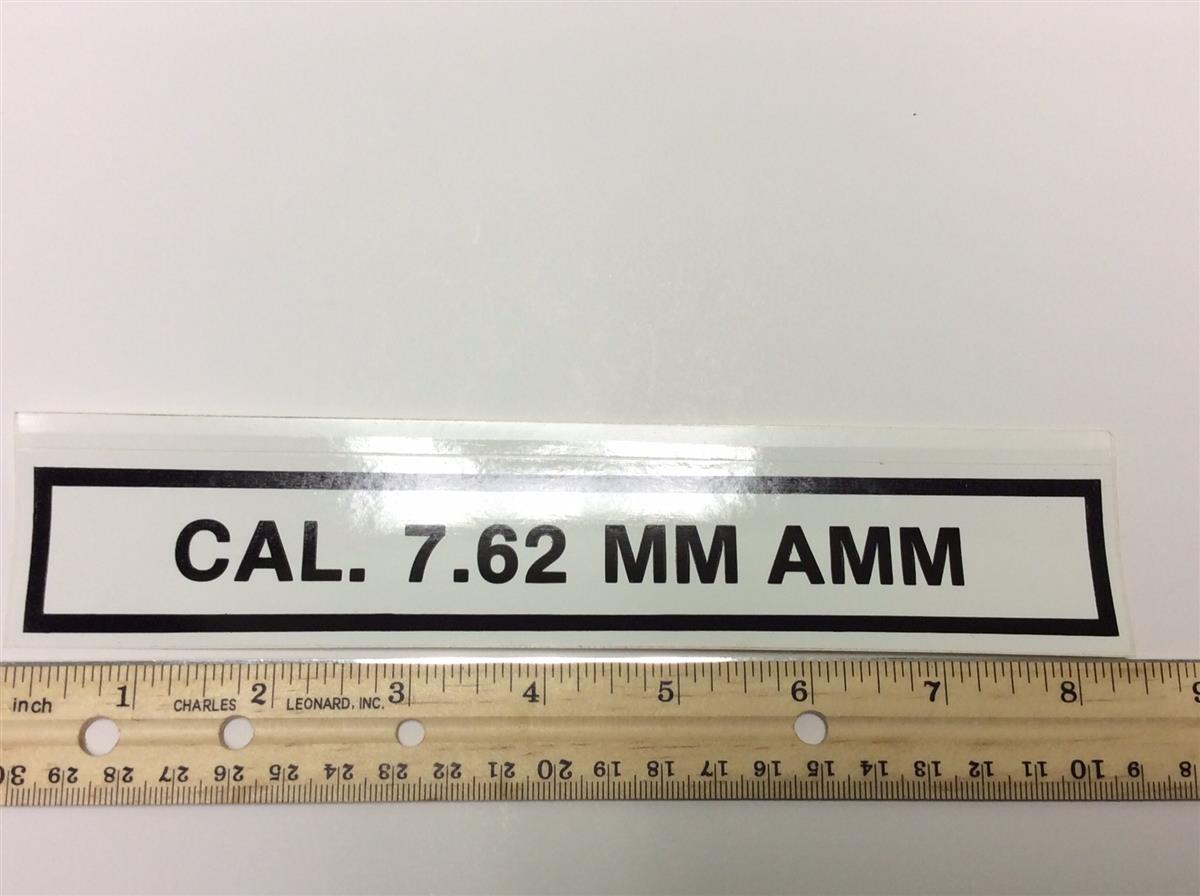 CAL. 7.62 MM AMM
1 2 3 4 5 6 7 8 9
inch CHARLES LEONARD, INC.
30 29 28 27 26 25 24 23 22 21 20 19 18 17 16 15 14 13 12 11 10 9 8